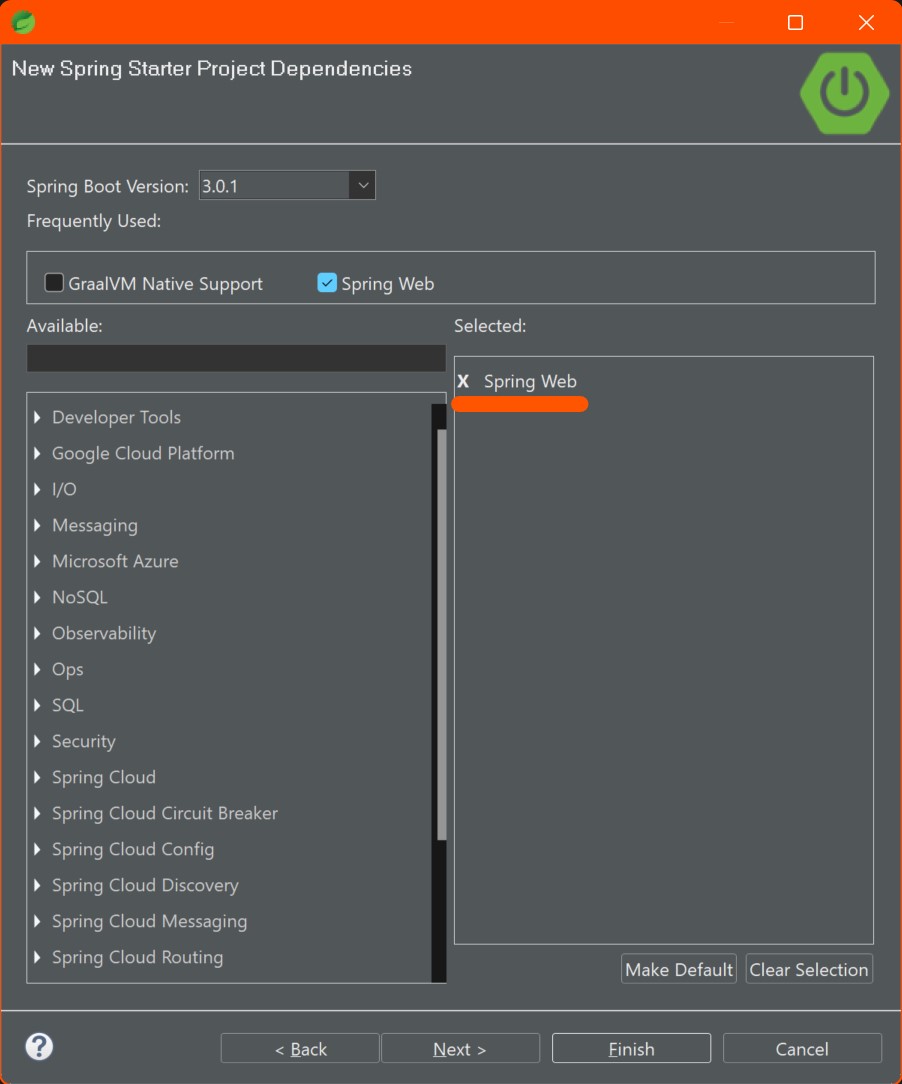 New Spring Starter Project Dependencies
Spring Boot Version: 3.0.1
Frequently Used:
GraalVM Native Support Spring Web
Available:
Selected:
X Spring Web
Developer Tools
Google Cloud Platform
I/O
Messaging
Microsoft Azure
NoSQL
Observability
Ops
SQL
Security
Spring Cloud
Spring Cloud Circuit Breaker
Spring Cloud Config
Spring Cloud Discovery
Spring Cloud Messaging
Spring Cloud Routing
Make Default Clear Selection
? < Back Next > Finish Cancel